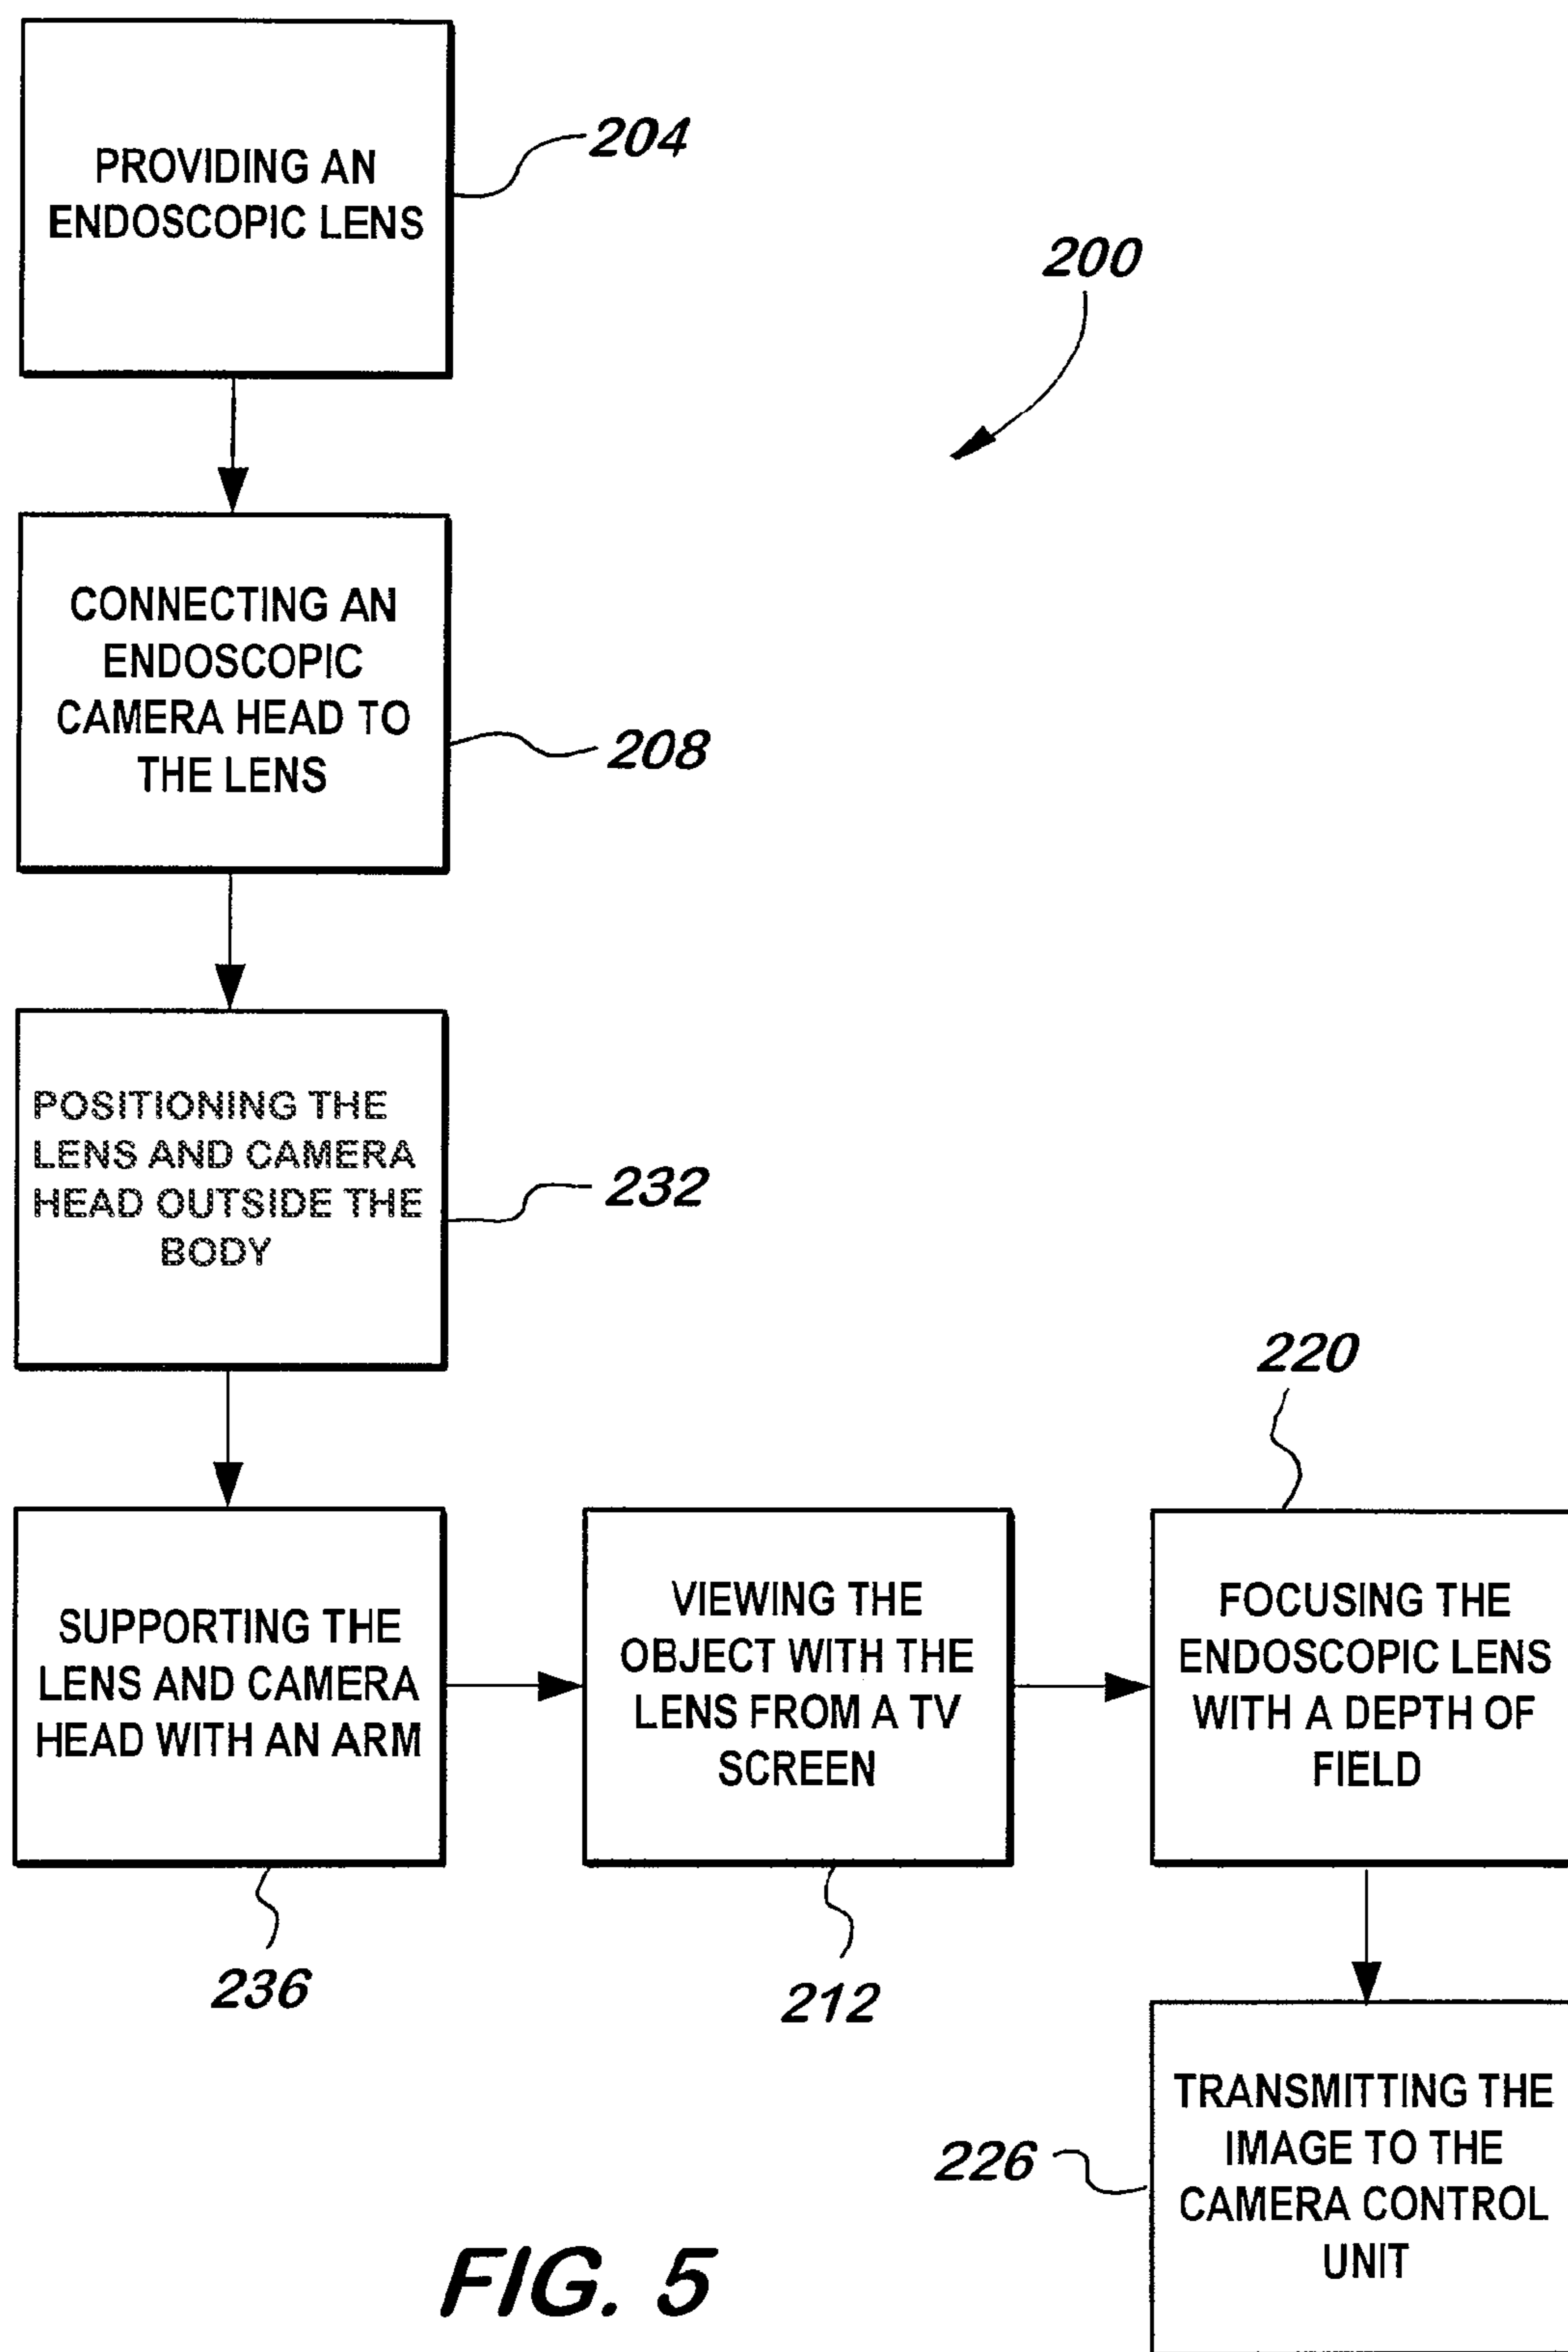 PROVIDING AN
ENDOSCOPIC LENS
204
200
CONNECTING AN
ENDOSCOPIC
CAMERA HEAD TO
THE LENS
208
POSITIONING THE
LENS AND CAMERA
HEAD OUTSIDE THE
BODY
232
220
SUPPORTING THE
LENS AND CAMERA
HEAD WITH AN ARM
236
VIEWING THE
OBJECT WITH THE
LENS FROM A TV
SCREEN
212
FOCUSING THE
ENDOSCOPIC LENS
WITH A DEPTH OF
FIELD
226
TRANSMITTING THE
IMAGE TO THE
CAMERA CONTROL
UNIT
FIG. 5